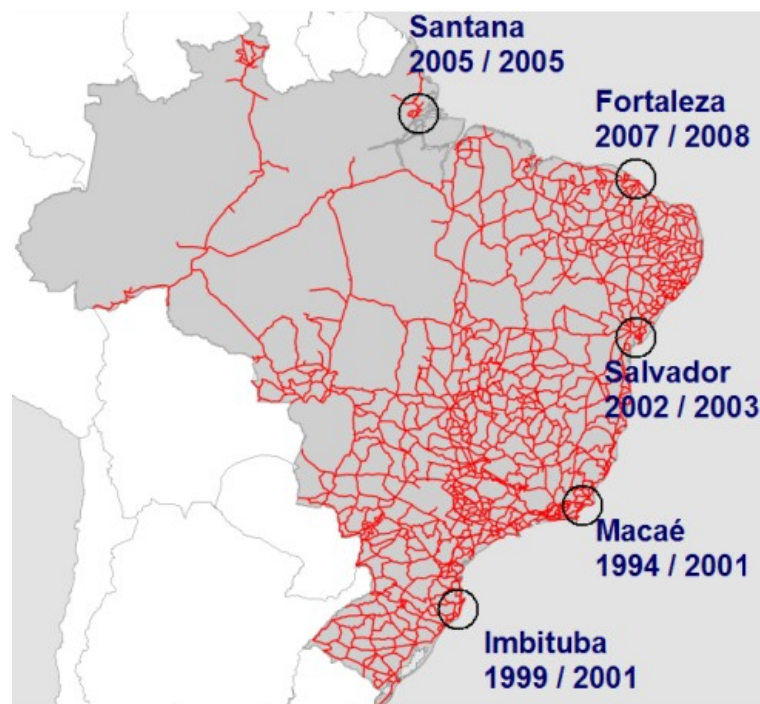 Santana
2005 / 2005
Fortaleza
2007 / 2008
Salvador
2002 / 2003
Macaé
1994 / 2001
Imbituba
1999 / 2001